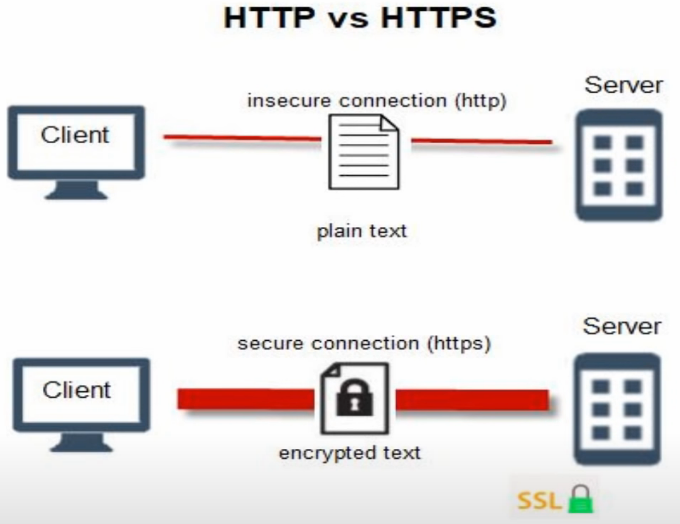 HTTP vs HTTPS
Server
insecure connection (http)
Client
plain text
Server
secure connection (https)
Client
encrypted text
SSL